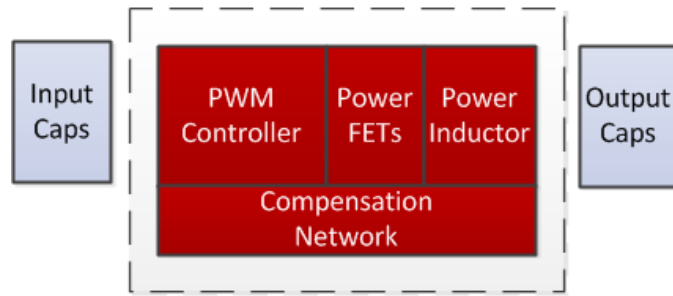 Input
Caps
PWM
Controller
Power
FETs
Power
Inductor
Compensation
Network
Output
Caps